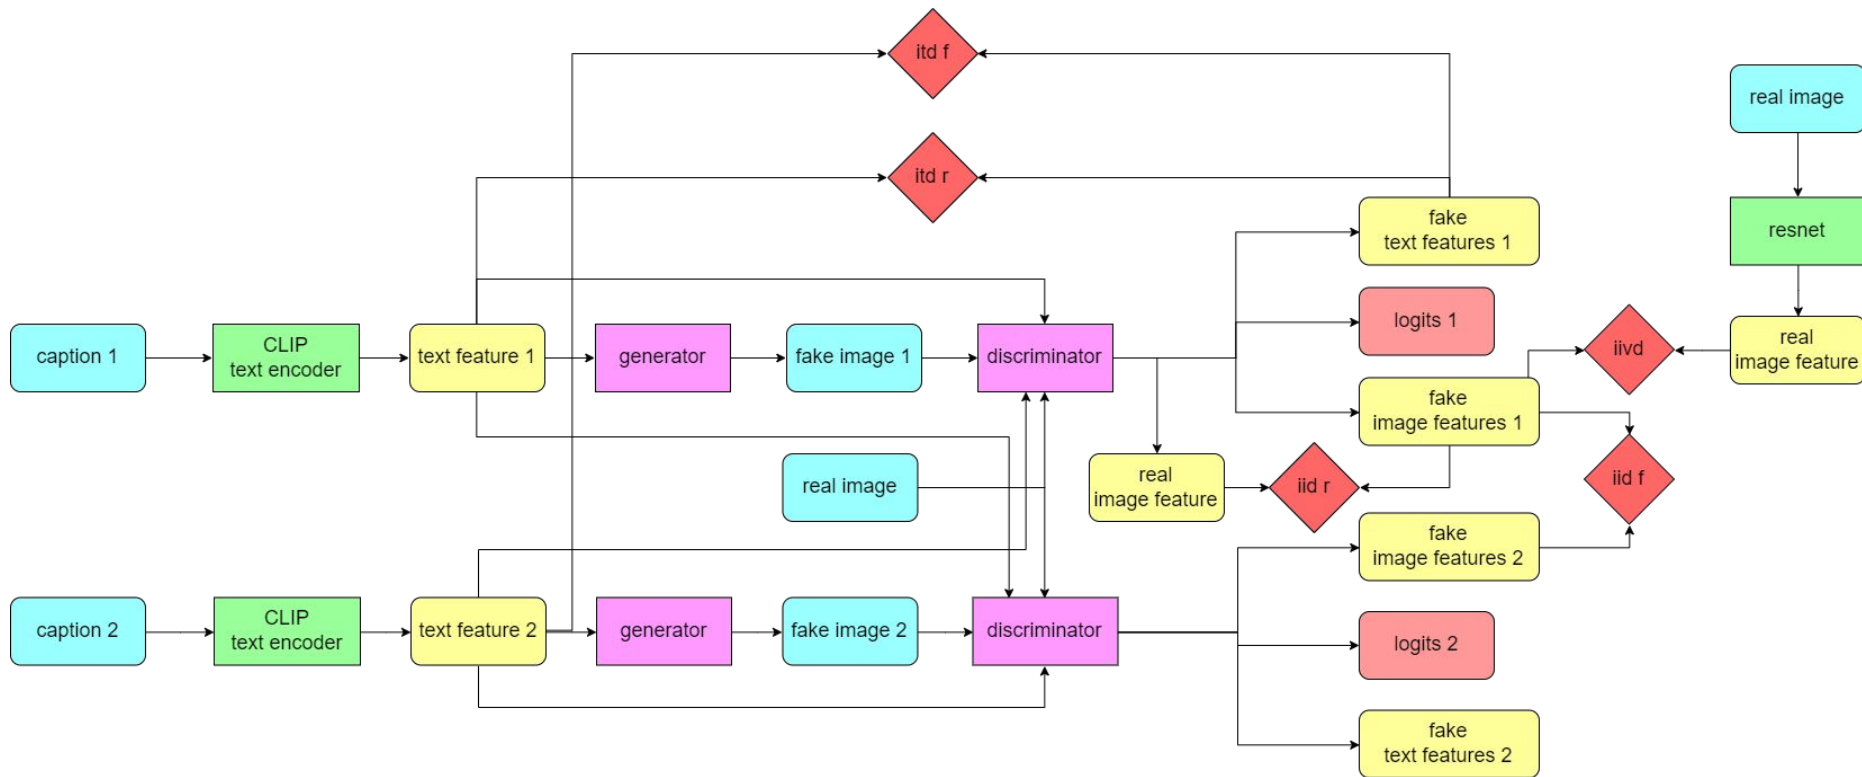 itd f
real image
itd r
fake
text features 1
resnet
logits 1
caption 1
CLIP
text encoder
text feature 1
generator
fake image 1
discriminator
iivd
real
image feature
fake
image features 1
real image
real
image feature
iid r
iid f
fake
image features 2
caption 2
CLIP
text encoder
text feature 2
generator
fake image 2
discriminator
logits 2
fake
text features 2